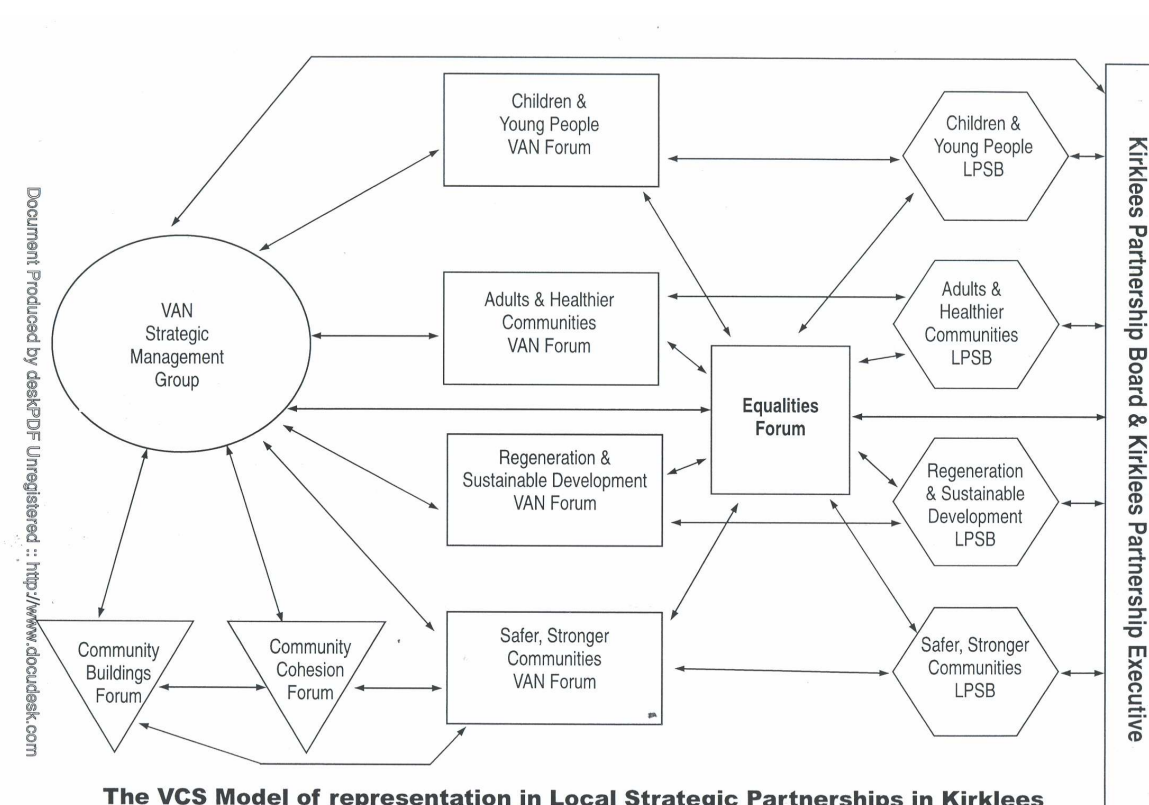 Children &
Young People
VAN Forum
Children &
Young People
LPSB
VAN
Strategic
Management
Group
Adults & Healthier
Communities
VAN Forum
Adults &
Healthier
Communities
LPSB
Equalities
Forum
Regeneration &
Sustainable Development
VAN Forum
Regeneration
& Sustainable
Development
LPSB
Community
Buildings
Forum
Community
Cohesion
Forum
Safer, Stronger
Communities
VAN Forum
Safer, Stronger
Communities
LPSB
Kirklees Partnership Board & Kirklees Partnership Executive
Document Produced by deskPDF Unregistered :: http://www.docudesk.com
The VCS Model of representation in Local Strategic Partnerships in Kirklees